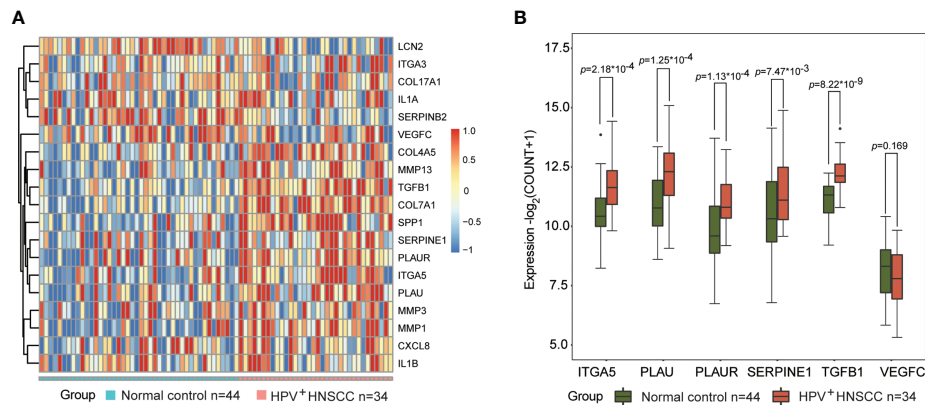 A
LCN2
ITGA3
COL17A1
IL1A
SERPINB2
VEGFC
COL4A5
MMP13
TGFB1
COL7A1
SPP1
SERPINE1
PLAUR
ITGA5
PLAU
MMP3
MMP1
CXCL8
IL1B
1.0
0.5
0
−0.5
−1
Group Normal control n=44 HPV⁺HNSCC n=34
B
Expression -log₂(COUNT+1)
17.5
15.0
12.5
10.0
7.5
5.0
p=2.18*10⁻⁴
p=1.25*10⁻⁴
p=1.13*10⁻⁴
p=7.47*10⁻³
p=8.22*10⁻⁹
p=0.169
ITGA5 PLAU PLAUR SERPINE1 TGFB1 VEGFC
Group Normal control n=44 HPV⁺HNSCC n=34